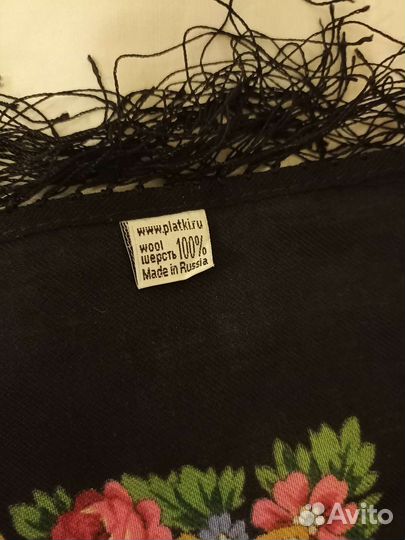 www.platki.ru
wool
шерсть 100%
Made in Russia
Avito